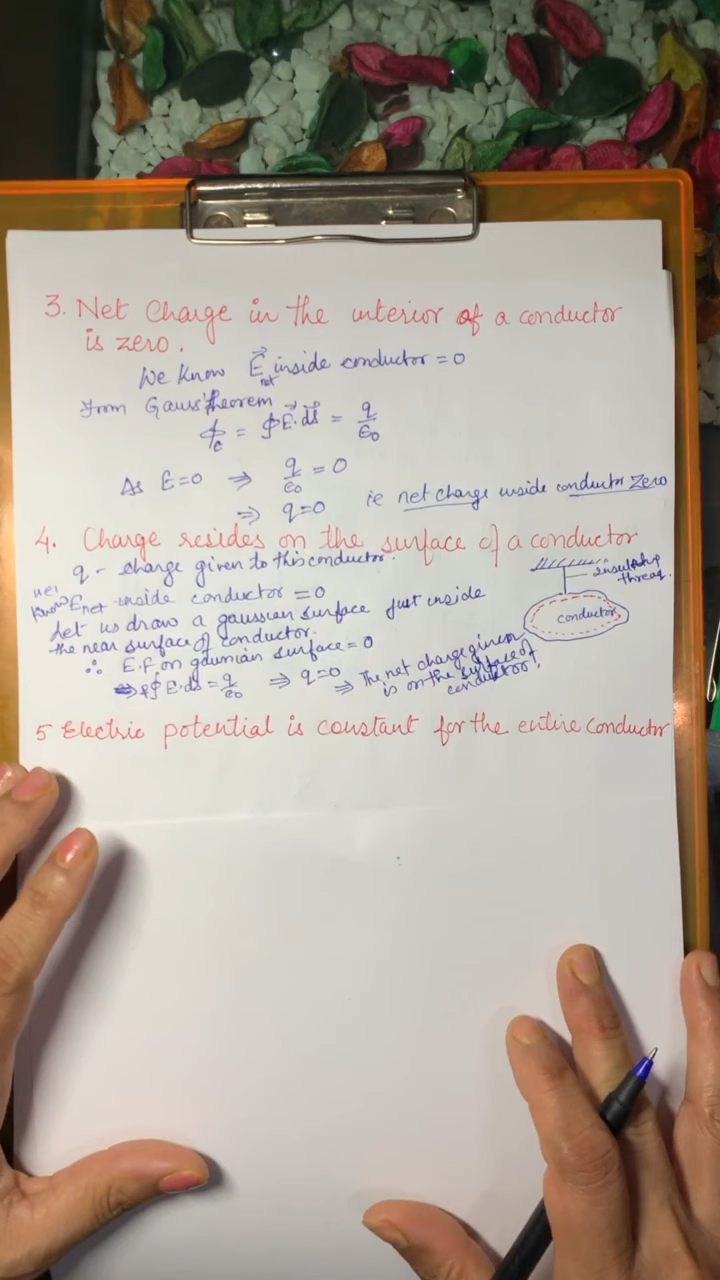 3. Net Charge in the interior of a conductor
is zero.
We know E⃗net inside conductor = 0
From Gauss' theorem
ϕE = ∮E⃗.ds⃗ = q/ε0
As E=0 ⇒ q/ε0 = 0
⇒ q=0 ie net charge inside conductor Zero
4. Charge resides on the surface of a conductor
q - charge given to this conductor.
we know Enet inside conductor = 0
Let us draw a gaussian surface just inside
the near surface of conductor.
∴ E.F on gaussian surface = 0
⇒ ∮E.ds = q/ε0 ⇒ q=0 ⇒ The net charge given
is on the surface of
conductor!
insulating
thread.
conductor
5 Electric potential is constant for the entire conductor